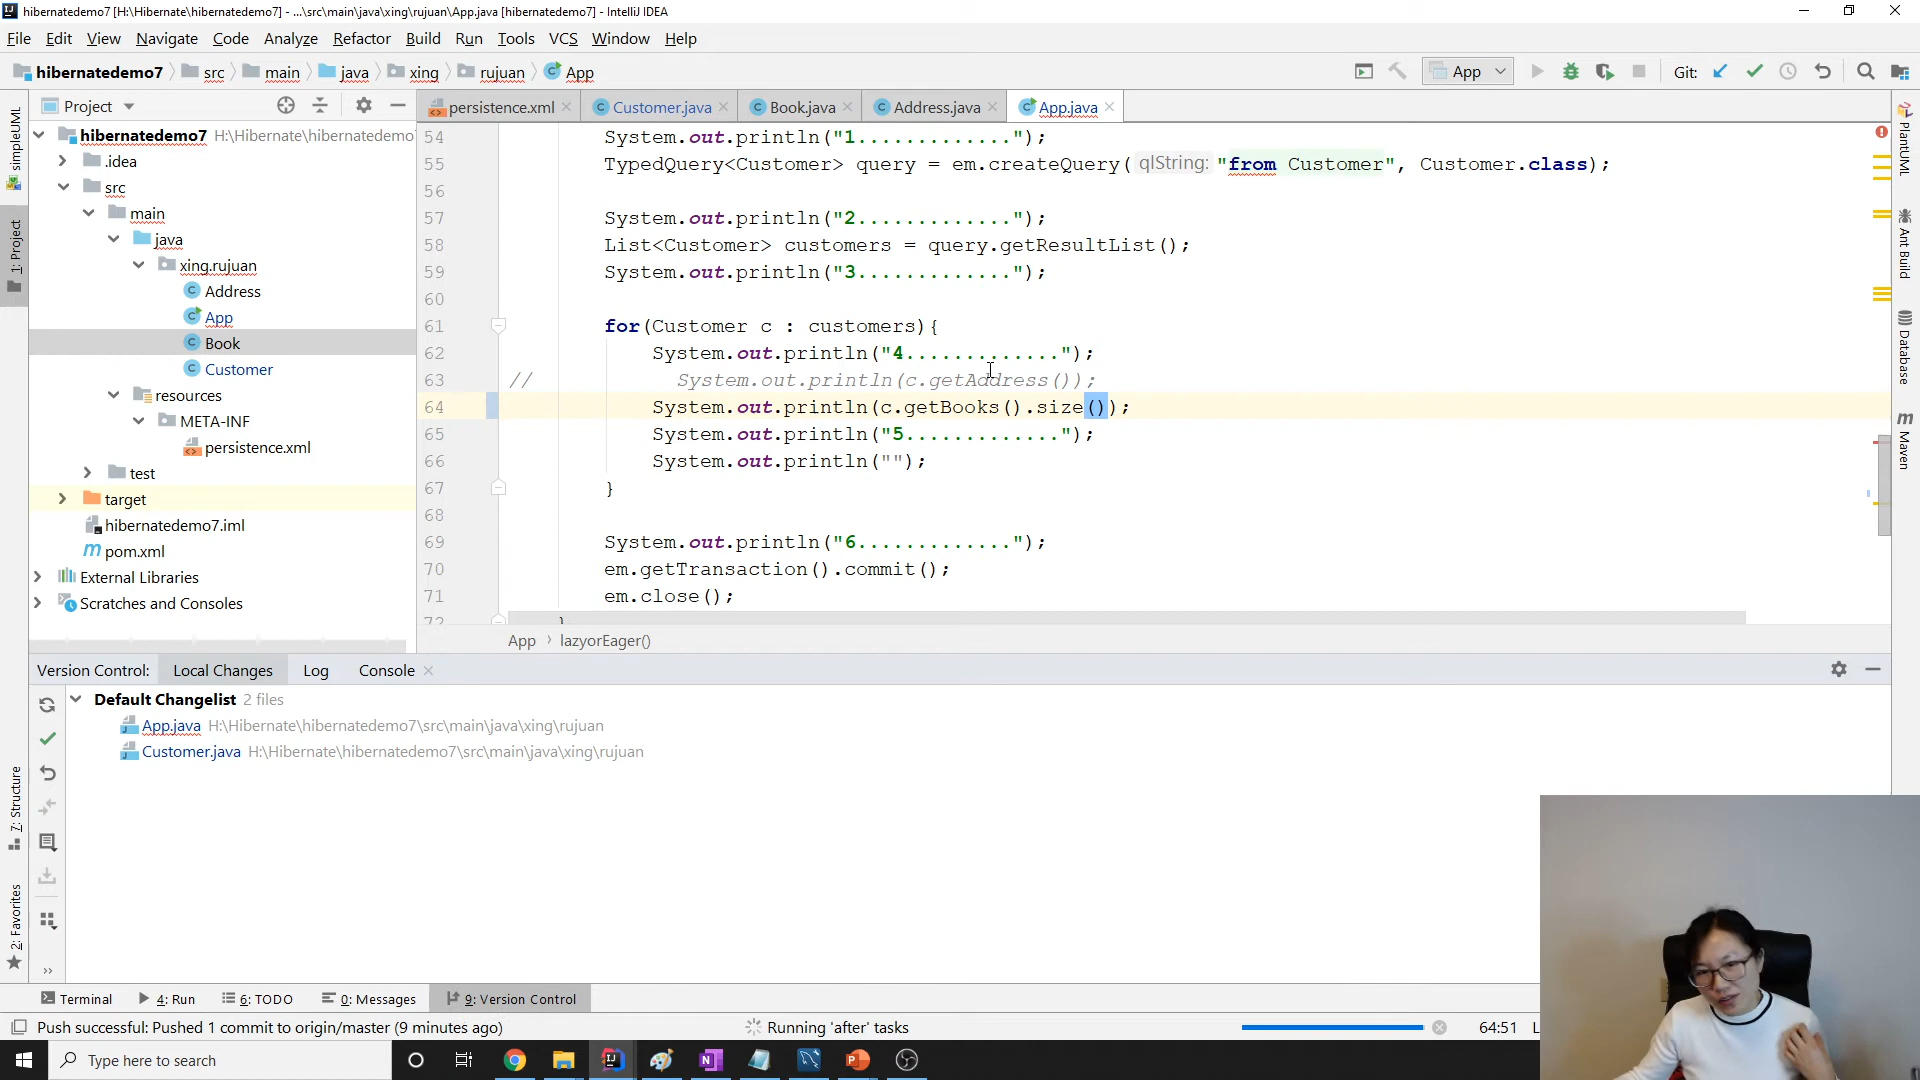 hibernatedemo7 [H:\Hibernate\hibernatedemo7] - ...\src\main\java\xing\rujuan\App.java [hibernatedemo7] - IntelliJ IDEA
File Edit View Navigate Code Analyze Refactor Build Run Tools VCS Window Help
hibernatedemo7 src main java xing rujuan App
App Git:
Project
persistence.xml Customer.java Book.java Address.java App.java
hibernatedemo7 H:\Hibernate\hibernatedemo7
.idea
src
main
java
xing.rujuan
Address
App
Book
Customer
resources
META-INF
persistence.xml
test
target
hibernatedemo7.iml
pom.xml
External Libraries
Scratches and Consoles
simpleUML
1: Project
7: Structure
2: Favorites
54 System.out.println("1.............");
55 TypedQuery<Customer> query = em.createQuery( qlString: "from Customer", Customer.class);
56
57 System.out.println("2.............");
58 List<Customer> customers = query.getResultList();
59 System.out.println("3.............");
60
61 for(Customer c : customers){
62 System.out.println("4.............");
63 // System.out.println(c.getAddress());
64 System.out.println(c.getBooks().size());
65 System.out.println("5.............");
66 System.out.println("");
67 }
68
69 System.out.println("6.............");
70 em.getTransaction().commit();
71 em.close();
72 }
App lazyorEager()
PlantUML
Ant Build
Database
Maven
Version Control: Local Changes Log Console
Default Changelist 2 files
App.java H:\Hibernate\hibernatedemo7\src\main\java\xing\rujuan
Customer.java H:\Hibernate\hibernatedemo7\src\main\java\xing\rujuan
Terminal 4: Run 6: TODO 0: Messages 9: Version Control
Push successful: Pushed 1 commit to origin/master (9 minutes ago) Running 'after' tasks 64:51
Type here to search